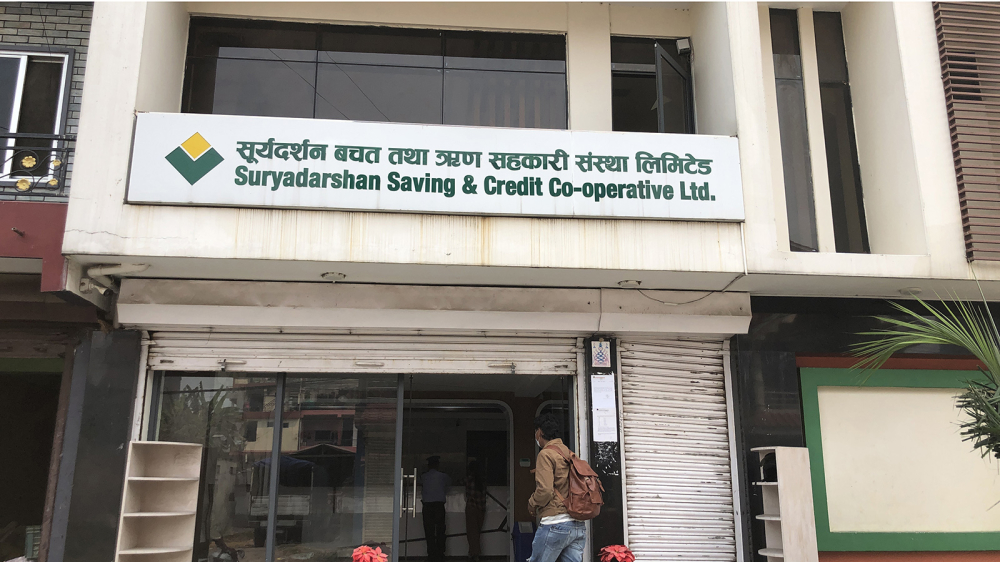 सूर्यदर्शन बचत तथा ऋण सहकारी संस्था लिमिटेड
Suryadarshan Saving & Credit Co-operative Ltd.